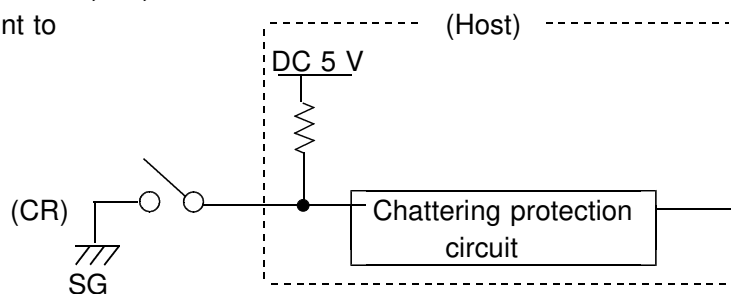 nt to
(Host)
DC 5 V
(CR)
Chattering protection
circuit
SG